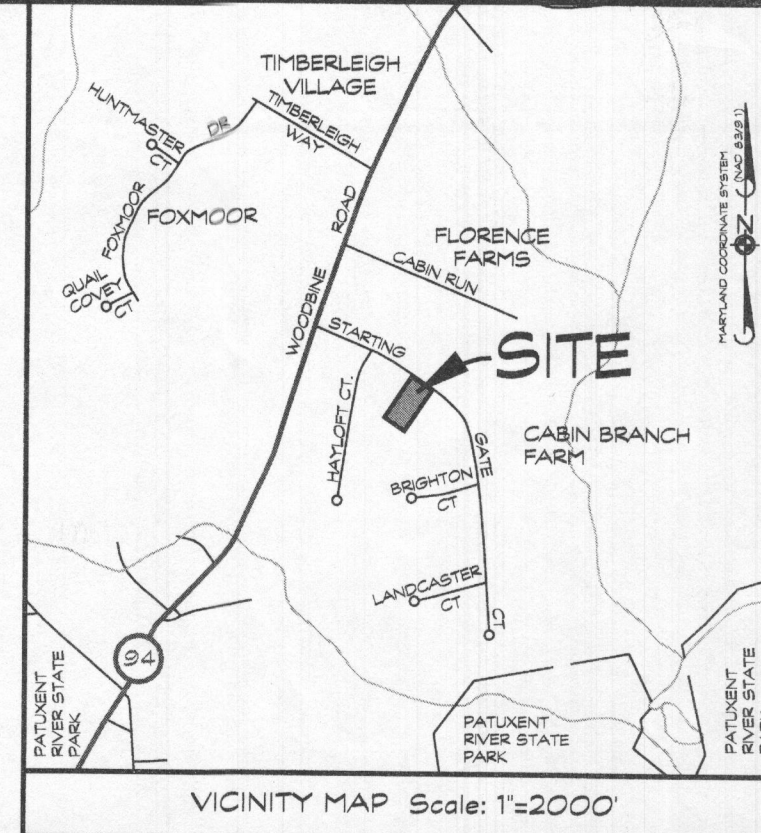 TIMBERLEIGH
VILLAGE
HUNTMASTER
CT
DR
TIMBERLEIGH
WAY
FOXMOOR
FOXMOOR
QUAIL
COVEY
CT
WOODBINE ROAD
FLORENCE
FARMS
CABIN RUN
MARYLAND COORDINATE SYSTEM
(NAD 83/91)
N
STARTING GATE CT
SITE
HAYLOFT CT.
CABIN BRANCH
FARM
BRIGHTON
CT
LANDCASTER
CT
94
PATUXENT
RIVER STATE
PARK
PATUXENT
RIVER STATE
PARK
PATUXENT
RIVER STATE
VICINITY MAP Scale: 1"=2000'